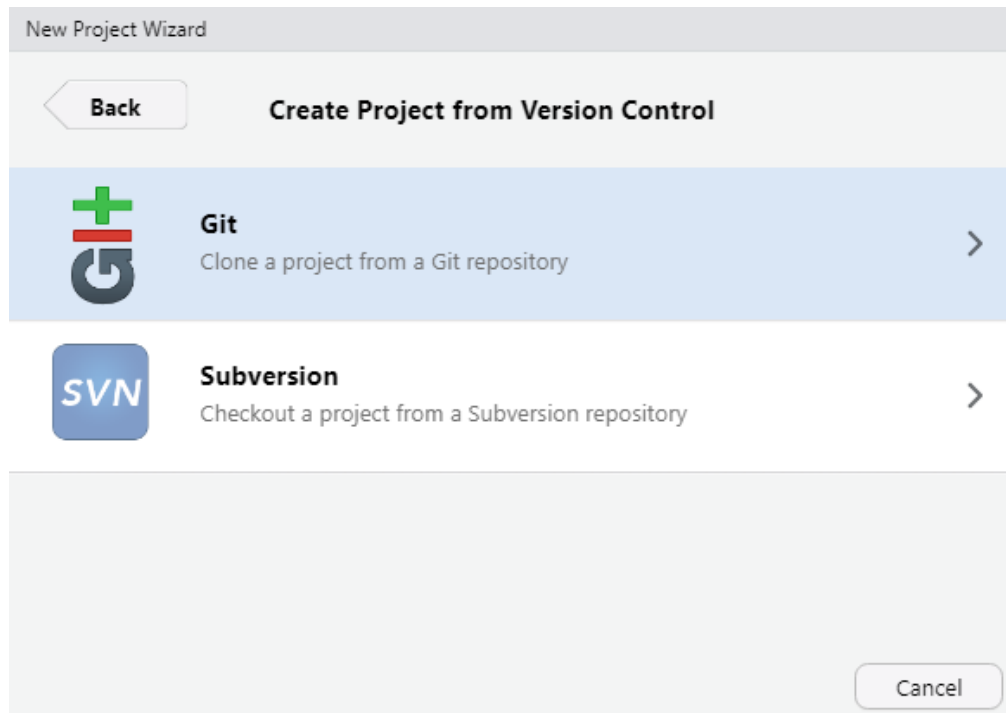 New Project Wizard
Back
Create Project from Version Control
Git
Git
Clone a project from a Git repository
SVN
Subversion
Checkout a project from a Subversion repository
Cancel